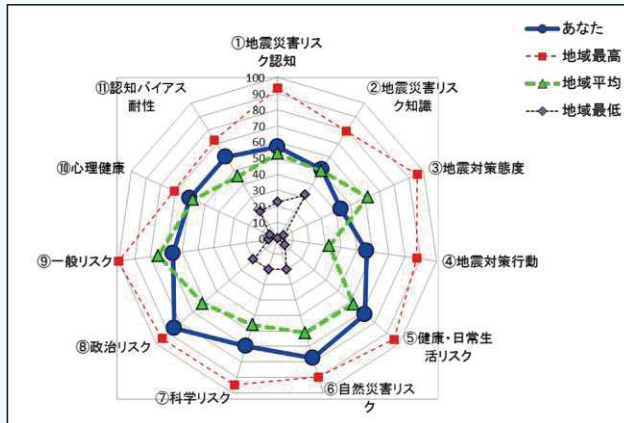 ①地震災害リス
ク認知
②地震災害リス
ク知識
③地震対策態度
④地震対策行動
⑤健康・日常生
活リスク
⑥自然災害リス
ク
⑦科学リスク
⑧政治リスク
⑨一般リスク
⑩心理健康
⑪認知バイアス
耐性
100
90
80
70
60
50
40
30
20
10
0
あなた
地域最高
地域平均
地域最低